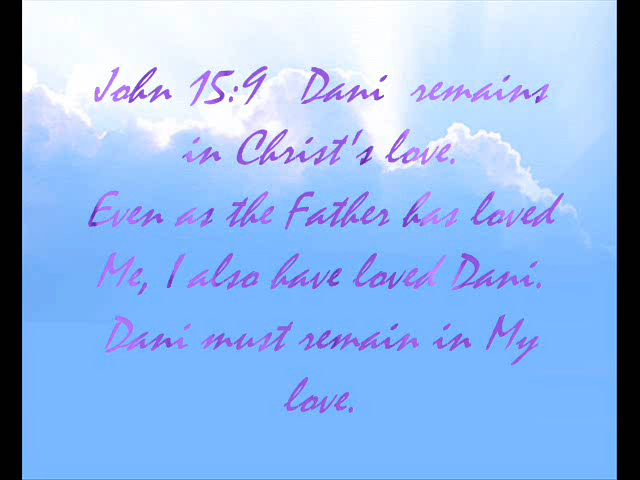 John 15:9 Dani remains
in Christ's love.
Even as the Father has loved
Me, I also have loved Dani.
Dani must remain in My
love.